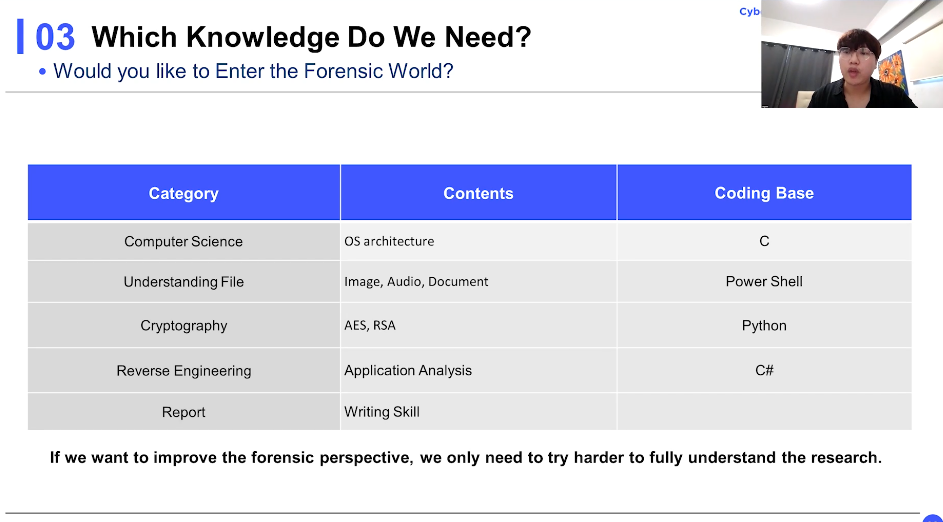 03 Which Knowledge Do We Need?
• Would you like to Enter the Forensic World?
Category Contents Coding Base
Computer Science OS architecture C
Understanding File Image, Audio, Document Power Shell
Cryptography AES, RSA Python
Reverse Engineering Application Analysis C#
Report Writing Skill
If we want to improve the forensic perspective, we only need to try harder to fully understand the research.